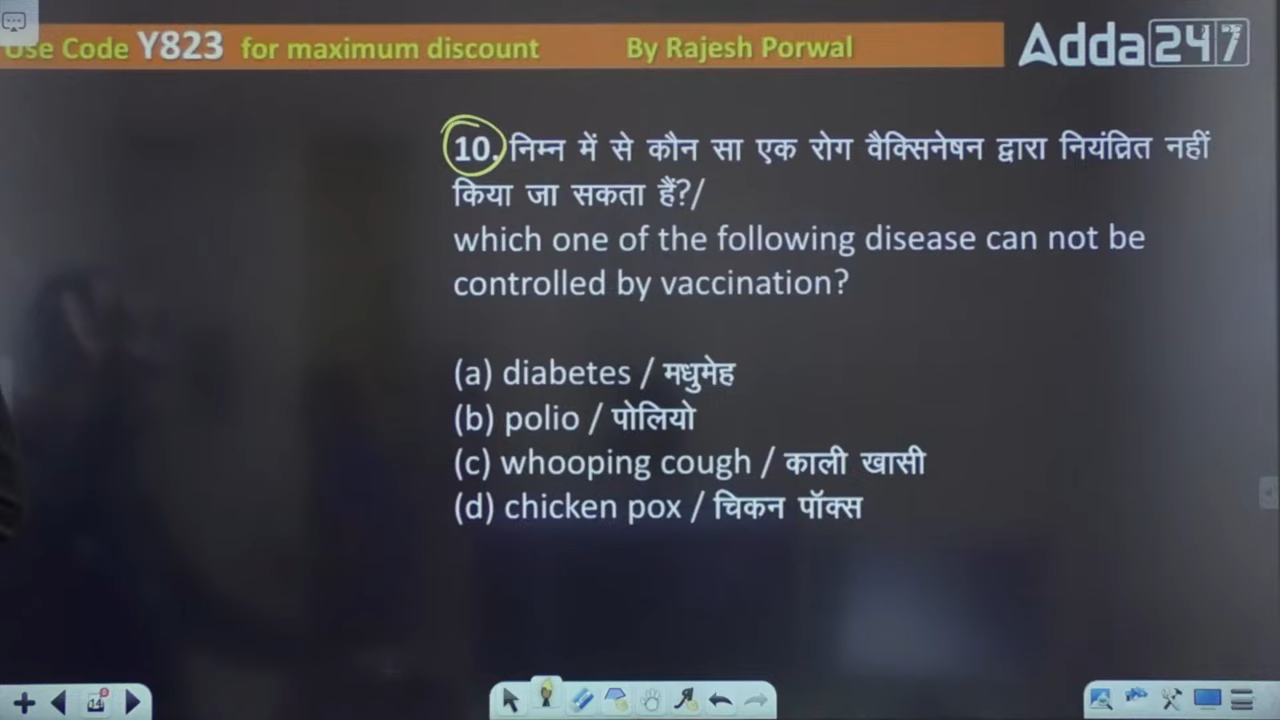 Use Code Y823 for maximum discount By Rajesh Porwal
Adda247
10. निम्न में से कौन सा एक रोग वैक्सिनेषन द्वारा नियंत्रित नहीं
किया जा सकता हैं?/
which one of the following disease can not be
controlled by vaccination?
(a) diabetes / मधुमेह
(b) polio / पोलियो
(c) whooping cough / काली खासी
(d) chicken pox / चिकन पॉक्स
14